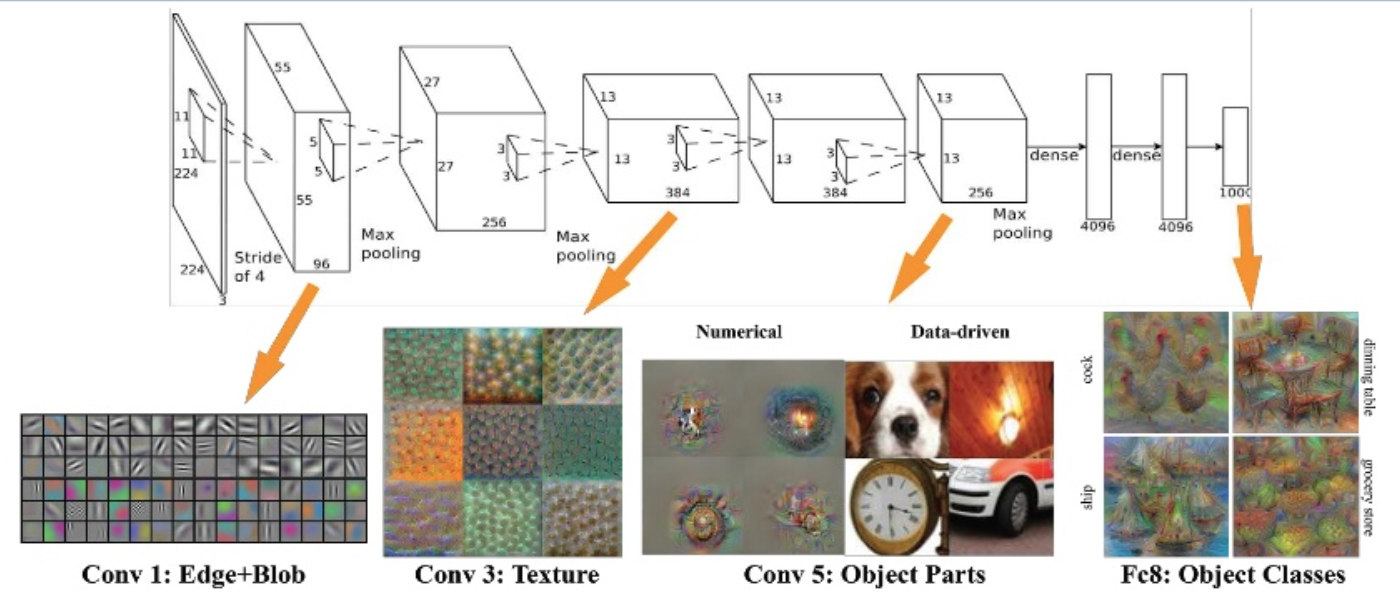 55
27
13
13
13
11
5
3
3
3
11
5
27
3
13
3
13
3
13
dense
dense
224
55
256
384
384
256
1000
Max
pooling
4096
4096
Stride
of 4
Max
pooling
Max
pooling
224
96
3
Numerical
Data-driven
cock
dinning table
ship
grocery store
Conv 1: Edge+Blob
Conv 3: Texture
Conv 5: Object Parts
Fc8: Object Classes